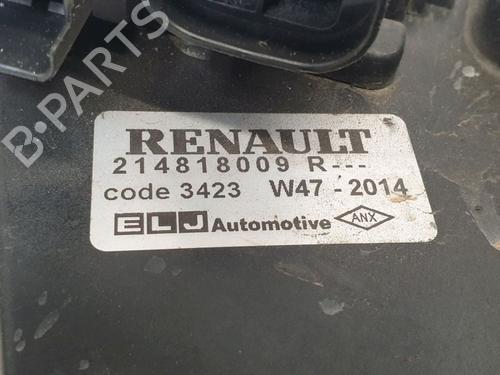 B-PARTS
RENAULT
214818009 R---
code 3423 W47 - 2014
ELJ Automotive ANX